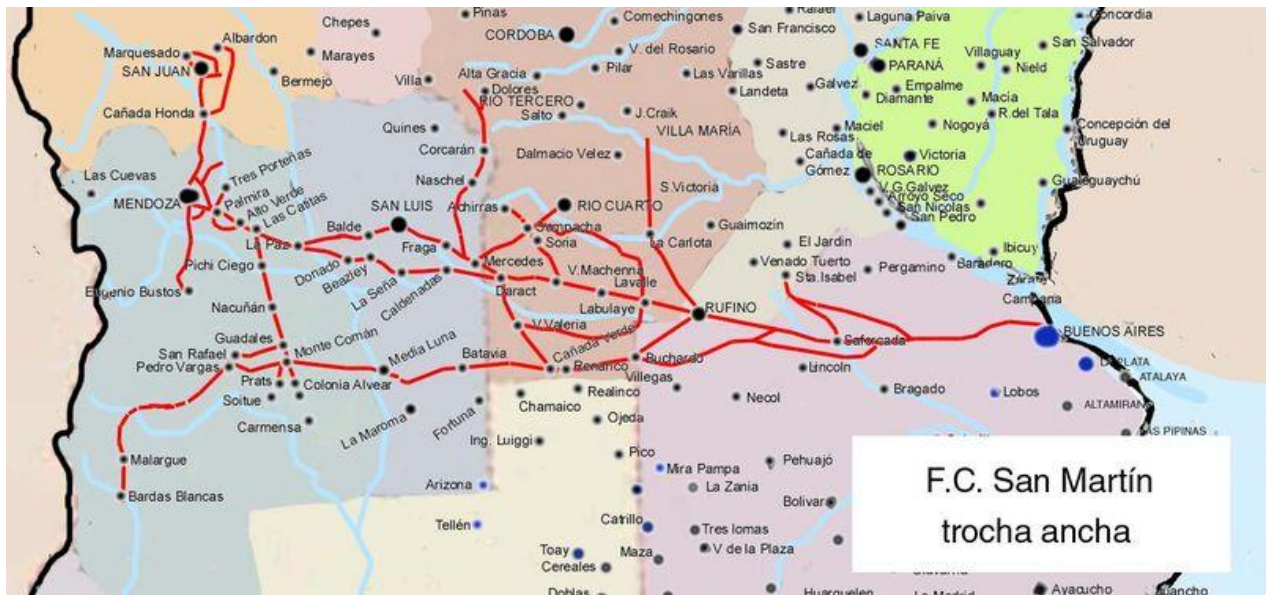 Pinas
Comechingones
Rafael
Laguna Paiva
Concordia
Chepes
Albardon
CORDOBA
San Francisco
SANTA FE
San Salvador
Marquesado
Marayes
V. del Rosario
Villaguay
SAN JUAN
Bermejo
Villa
Alta Gracia
Pilar
Las Varillas
Sastre
PARANÁ
Nield
Dolores
Landeta
Galvez
Empalme
RIO TERCERO
Diamante
Macia
Cañada Honda
Salto
J.Craik
R.del Tala
Quines
VILLA MARÍA
Las Rosas
Maciel
Nogoyá
Concepción del
Uruguay
Corcarán
Dalmacio Velez
Cañada de
Gómez
Victoria
Las Cuevas
Tres Porteñas
Naschel
S.Victoria
ROSARIO
Gualeguaychú
MENDOZA
Palmira
Alto Verde
Las Catitas
SAN LUIS
Achirras
RIO CUARTO
V.G.Galvez
Arroyo Seco
San Nicolas
San Pedro
Balde
Sampacha
Guaimozín
La Paz
Fraga
Soria
La Carlota
El Jardin
Ibicuy
Pichi Ciego
Donado
Beazley
La Seña
Caldenadas
Mercedes
V.Machenna
Venado Tuerto
Pergamino
Baradero
Eugenio Bustos
Daract
Lavalle
Sta.Isabel
Zarate
Campana
Nacuñán
Labulaye
RUFINO
V.Valeria
BUENOS AIRES
Guadales
Saforcada
San Rafael
Monte Comán
Media Luna
Batavia
Cañada verde
Buchardo
Pedro Vargas
Renanco
Lincoln
LA PLATA
Prats
Colonia Alvear
Villegas
ATALAYA
Soitue
Realinco
Necol
Bragado
Lobos
Chamaico
ALTAMIRANO
Carmensa
La Maroma
Fortuna
Ojeda
LAS PIPINAS
Ing. Luiggi
Malargue
Pico
Mira Pampa
Pehuajó
Arizona
La Zania
F.C. San Martín
Bardas Blancas
Bolivar
trocha ancha
Tellén
Catrillo
Tres lomas
Toay
Maza
V de la Plaza
Cereales
Doblas
Huarguelen
La Madrid
Ayacucho